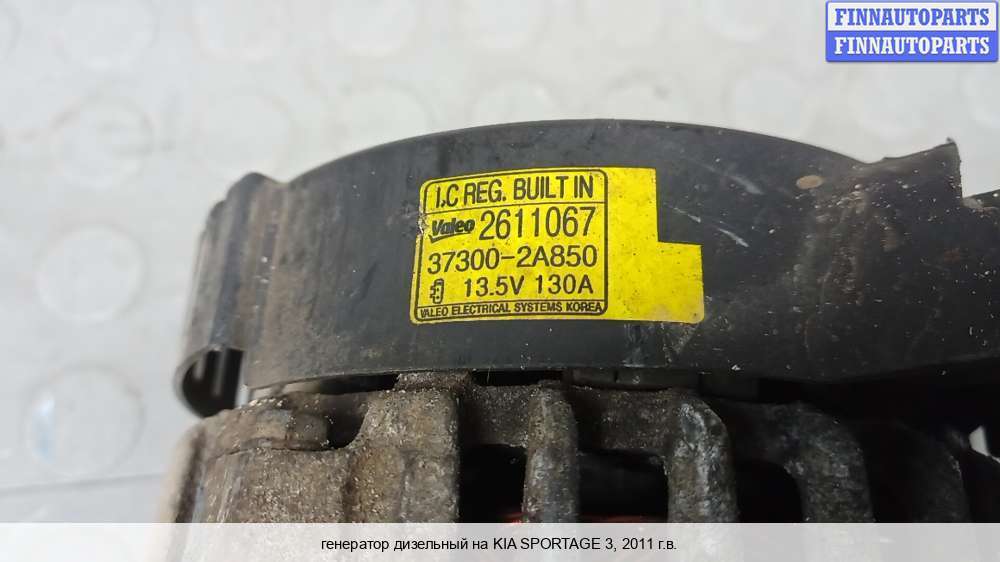 FINNAUTOPARTS
FINNAUTOPARTS
I.C REG. BUILT IN
Valeo 2611067
37300-2A850
13.5V 130A
VALEO ELECTRICAL SYSTEMS KOREA
генератор дизельный на KIA SPORTAGE 3, 2011 г.в.